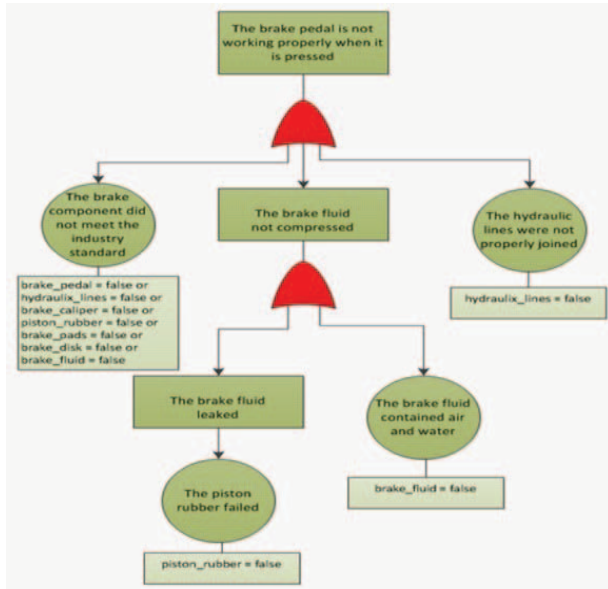 The brake pedal is not
working properly when it
is pressed
The brake
component did
not meet the
industry
standard
The brake fluid
not compressed
The hydraulic
lines were not
properly joined
brake_pedal = false or
hydraulix_lines = false or
brake_caliper = false or
piston_rubber = false or
brake_pads = false or
brake_disk = false or
brake_fluid = false
hydraulix_lines = false
The brake fluid
leaked
The brake fluid
contained air
and water
brake_fluid = false
The piston
rubber failed
piston_rubber = false